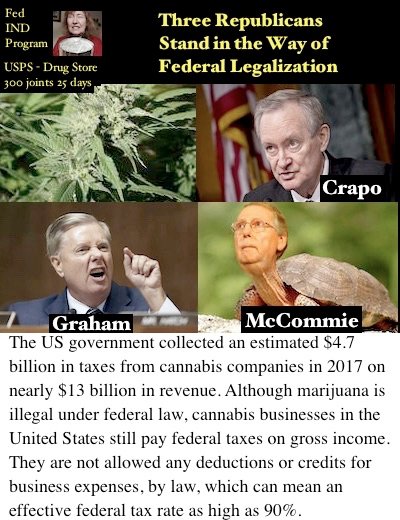 Fed
IND
Program
USPS - Drug Store
300 joints 25 days
Three Republicans
Stand in the Way of
Federal Legalization
Crapo
Graham
McCommie
The US government collected an estimated $4.7
billion in taxes from cannabis companies in 2017 on
nearly $13 billion in revenue. Although marijuana is
illegal under federal law, cannabis businesses in the
United States still pay federal taxes on gross income.
They are not allowed any deductions or credits for
business expenses, by law, which can mean an
effective federal tax rate as high as 90%.